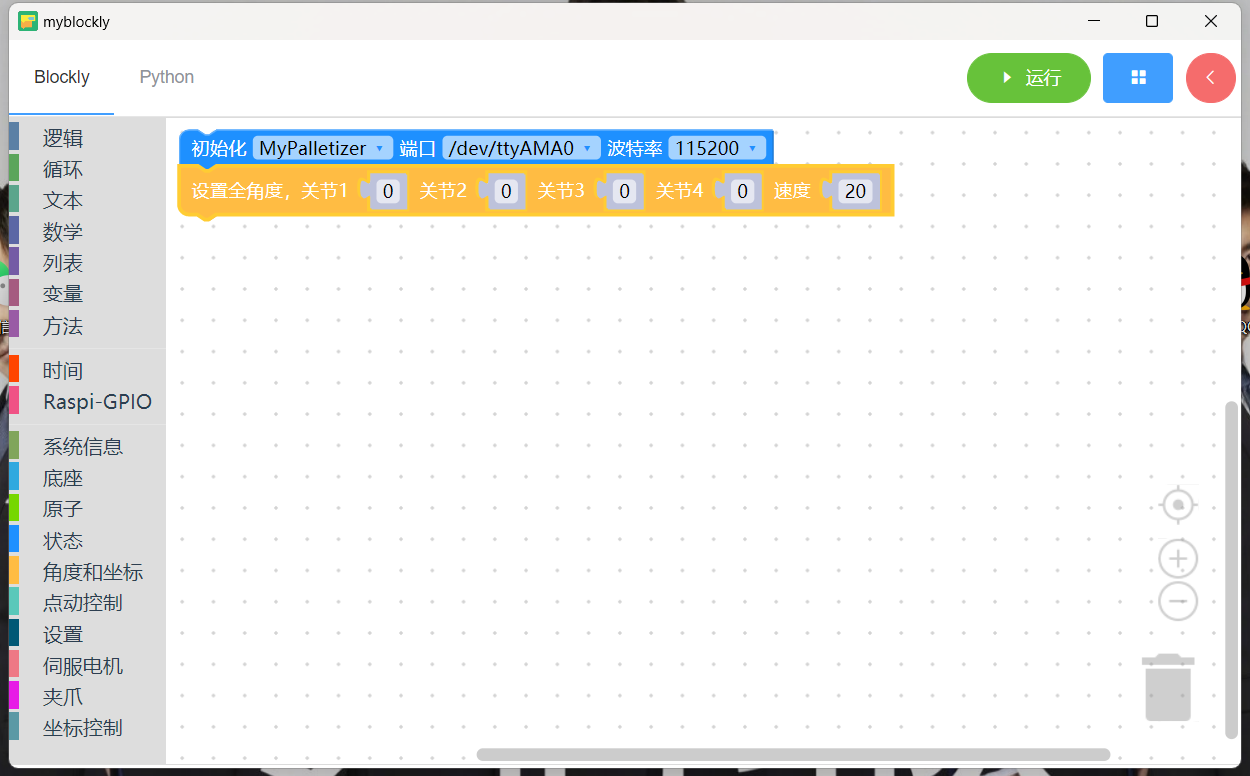 myblockly
Blockly Python 运行
逻辑
循环
文本
数学
列表
变量
方法
时间
Raspi-GPIO
系统信息
底座
原子
状态
角度和坐标
点动控制
设置
伺服电机
夹爪
坐标控制
初始化 MyPalletizer 端口 /dev/ttyAMA0 波特率 115200
设置全角度，关节1 0 关节2 0 关节3 0 关节4 0 速度 20